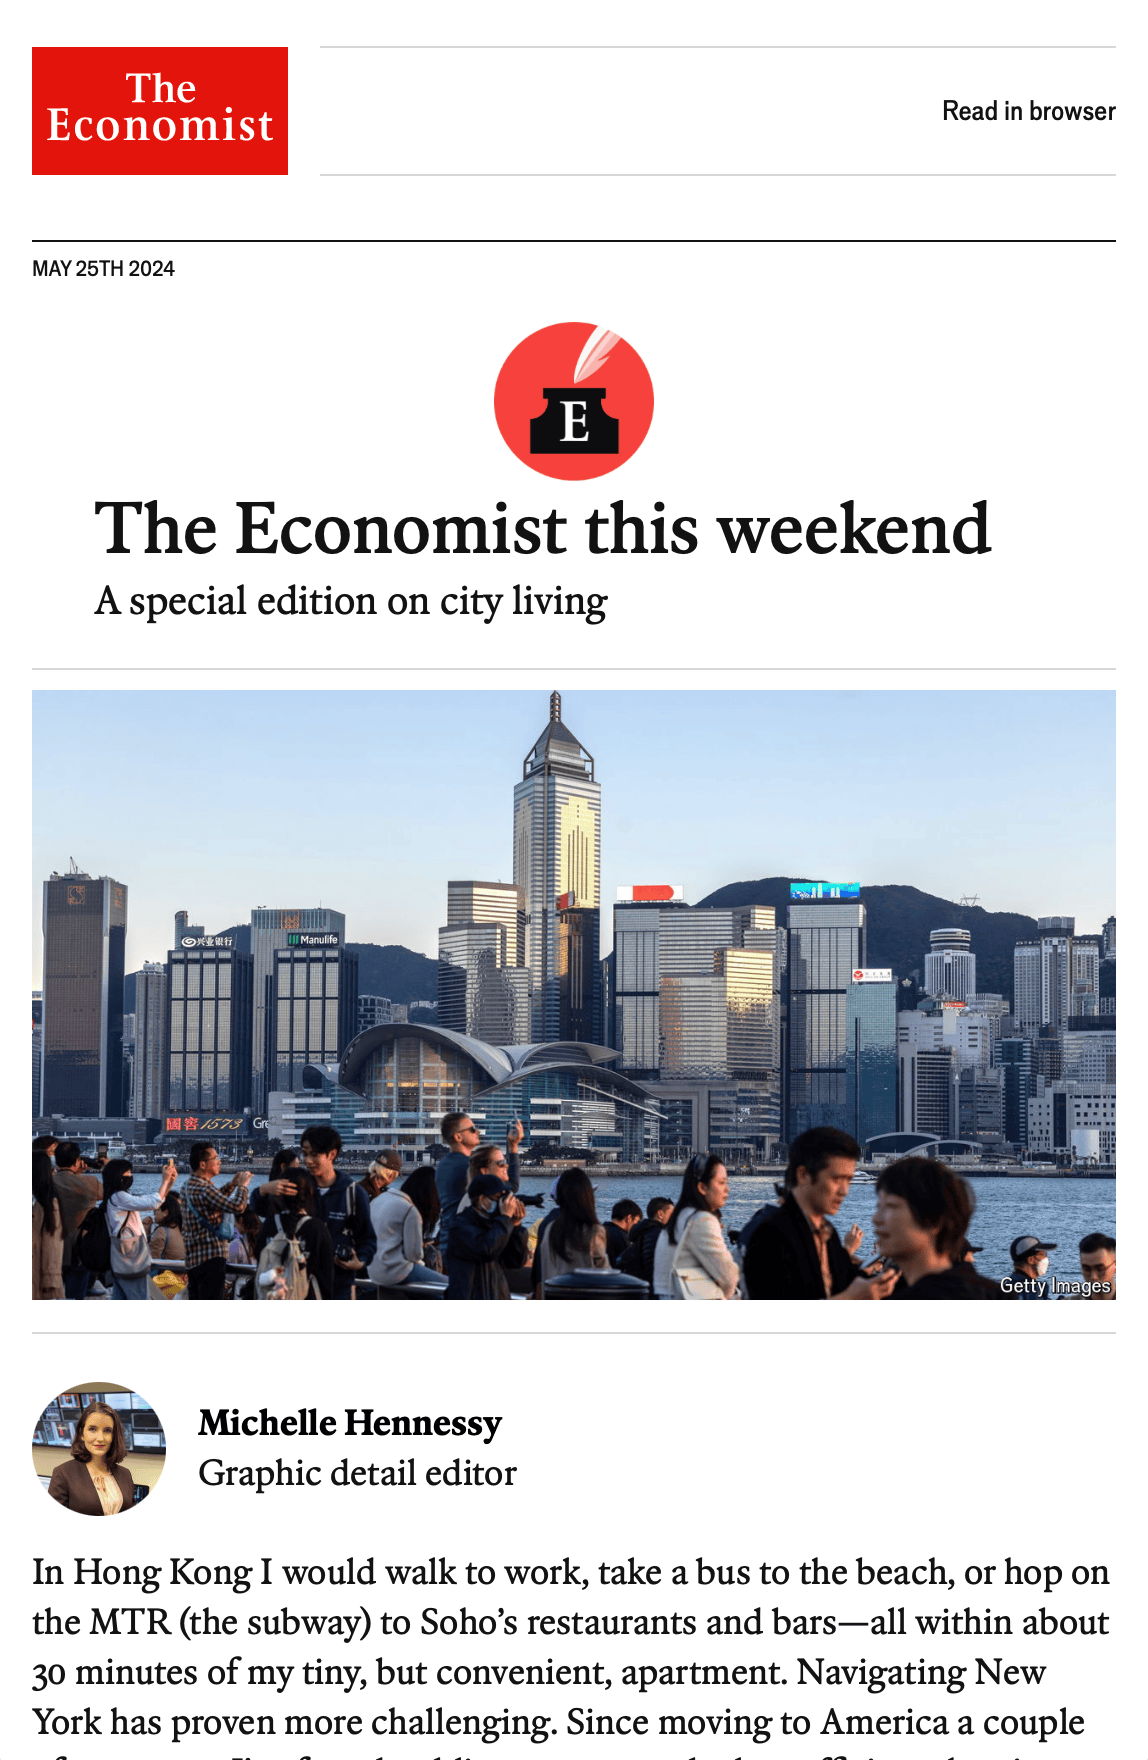 The
Economist
Read in browser
MAY 25TH 2024
E
The Economist this weekend
A special edition on city living
兴业银行
Manulife
國窖1573
Gre
Getty Images
Michelle Hennessy
Graphic detail editor
In Hong Kong I would walk to work, take a bus to the beach, or hop on
the MTR (the subway) to Soho’s restaurants and bars—all within about
30 minutes of my tiny, but convenient, apartment. Navigating New
York has proven more challenging. Since moving to America a couple